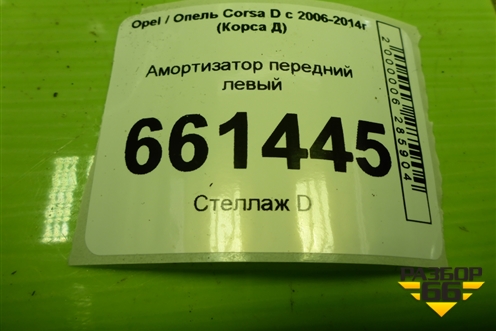 Opel / Опель Corsa D с 2006-2014г
(Корса Д)
Амортизатор передний
левый
661445
Стеллаж D
2000006285904
РАЗБОР
66